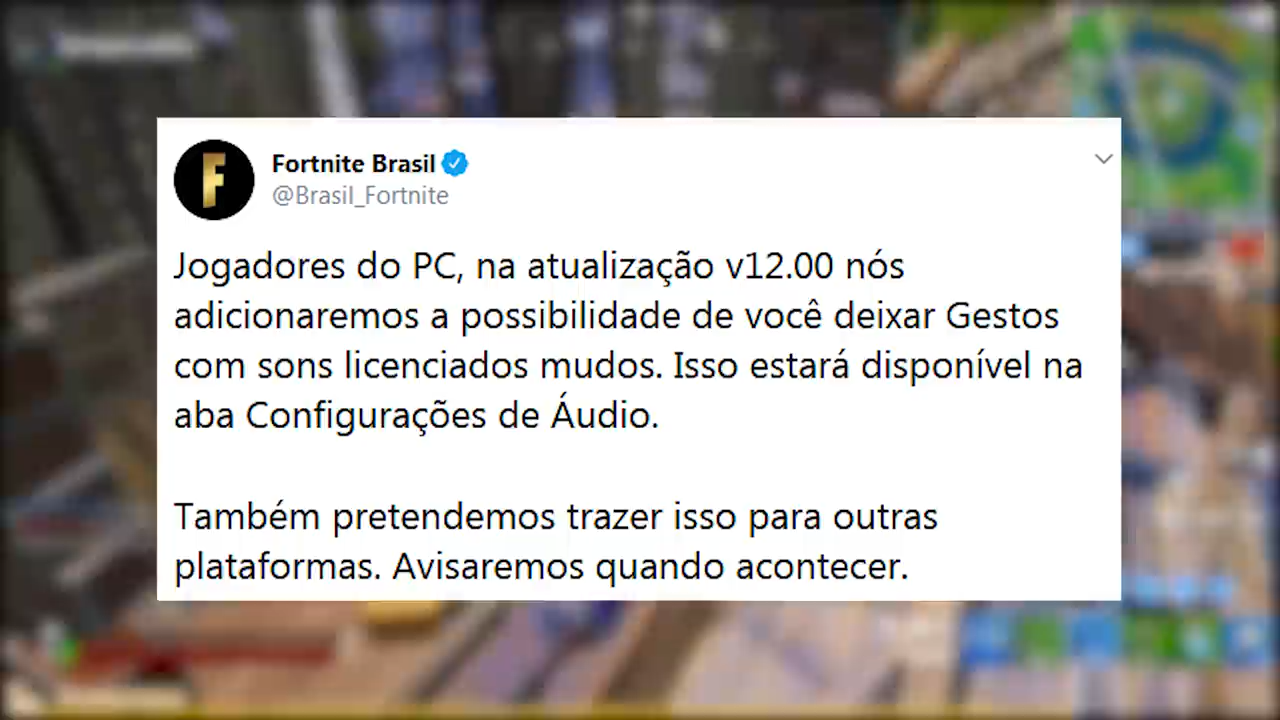 Fortnite Brasil
@Brasil_Fortnite
Jogadores do PC, na atualização v12.00 nós
adicionaremos a possibilidade de você deixar Gestos
com sons licenciados mudos. Isso estará disponível na
aba Configurações de Áudio.
Também pretendemos trazer isso para outras
plataformas. Avisaremos quando acontecer.